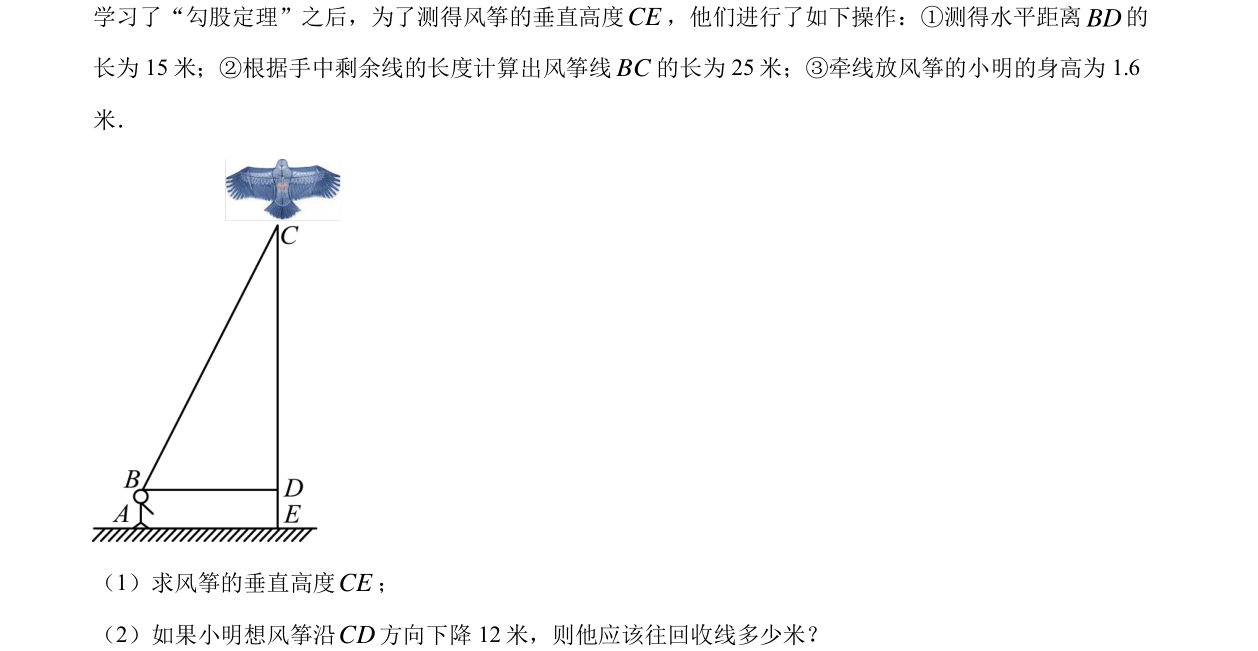 学习了“勾股定理”之后，为了测得风筝的垂直高度CE，他们进行了如下操作：①测得水平距离BD的
长为15米；②根据手中剩余线的长度计算出风筝线BC的长为25米；③牵线放风筝的小明的身高为1.6
米．
C
B
D
A
E
（1）求风筝的垂直高度CE；
（2）如果小明想风筝沿CD方向下降12米，则他应该往回收线多少米？